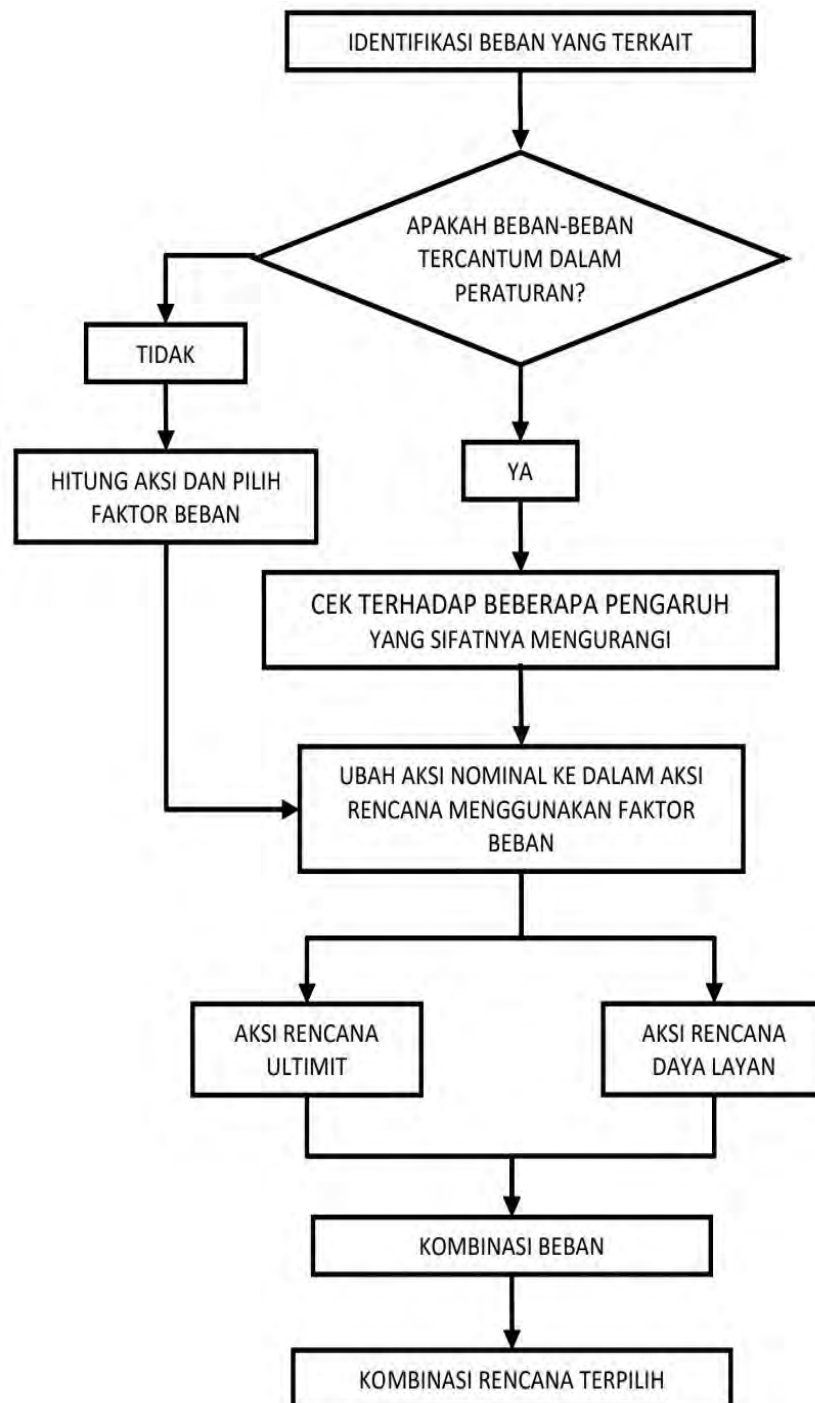 IDENTIFIKASI BEBAN YANG TERKAIT
APAKAH BEBAN-BEBAN
TERCANTUM DALAM
PERATURAN?
TIDAK
HITUNG AKSI DAN PILIH
FAKTOR BEBAN
YA
CEK TERHADAP BEBERAPA PENGARUH
YANG SIFATNYA MENGURANGI
UBAH AKSI NOMINAL KE DALAM AKSI
RENCANA MENGGUNAKAN FAKTOR
BEBAN
AKSI RENCANA
ULTIMIT
AKSI RENCANA
DAYA LAYAN
KOMBINASI BEBAN
KOMBINASI RENCANA TERPILIH